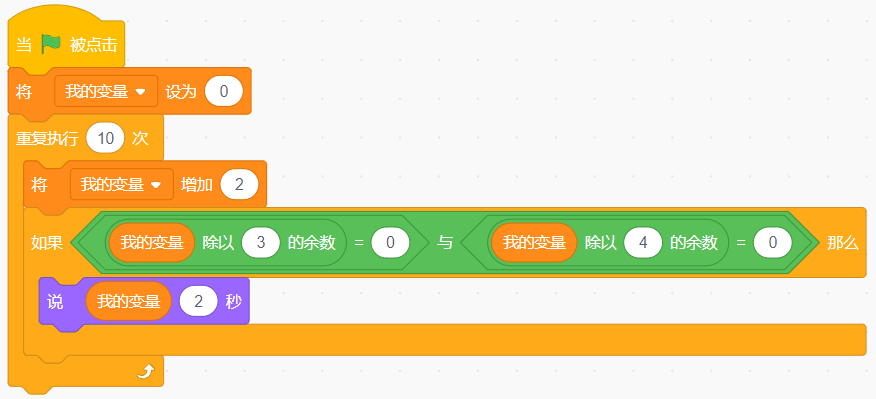 当 被点击
将 我的变量 设为 0
重复执行 10 次
将 我的变量 增加 2
如果 我的变量 除以 3 的余数 = 0 与 我的变量 除以 4 的余数 = 0 那么
说 我的变量 2 秒